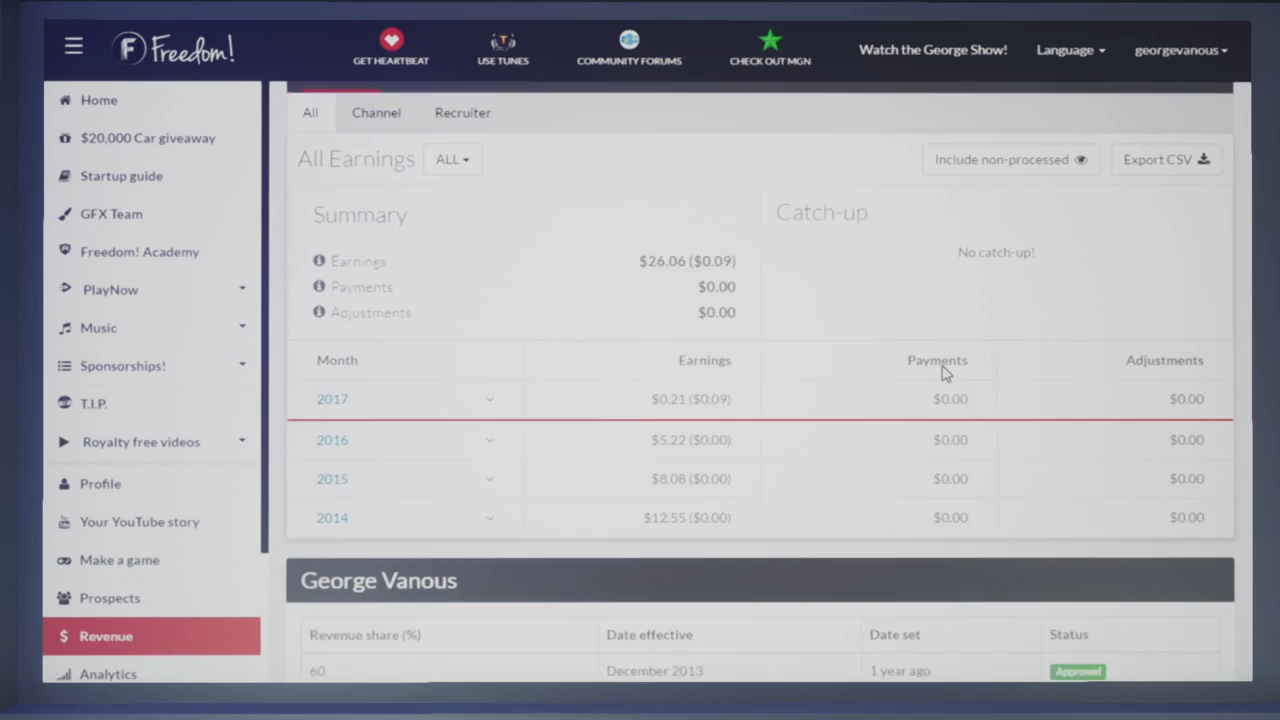 F Freedom!
GET HEARTBEAT
USE TUNES
COMMUNITY FORUMS
CHECK OUT MGN
Watch the George Show!
Language
georgevanous
Home
$20,000 Car giveaway
Startup guide
GFX Team
Freedom! Academy
PlayNow
Music
Sponsorships!
T.I.P.
Royalty free videos
Profile
Your YouTube story
Make a game
Prospects
$ Revenue
Analytics
All Channel Recruiter
All Earnings ALL Include non-processed Export CSV
Summary
Earnings $26.06 ($0.09)
Payments $0.00
Adjustments $0.00
Catch-up
No catch-up!
Month Earnings Payments Adjustments
2017 $0.21 ($0.09) $0.00 $0.00
2016 $5.22 ($0.00) $0.00 $0.00
2015 $8.08 ($0.00) $0.00 $0.00
2014 $12.55 ($0.00) $0.00 $0.00
George Vanous
Revenue share (%) Date effective Date set Status
60 December 2013 1 year ago Approved